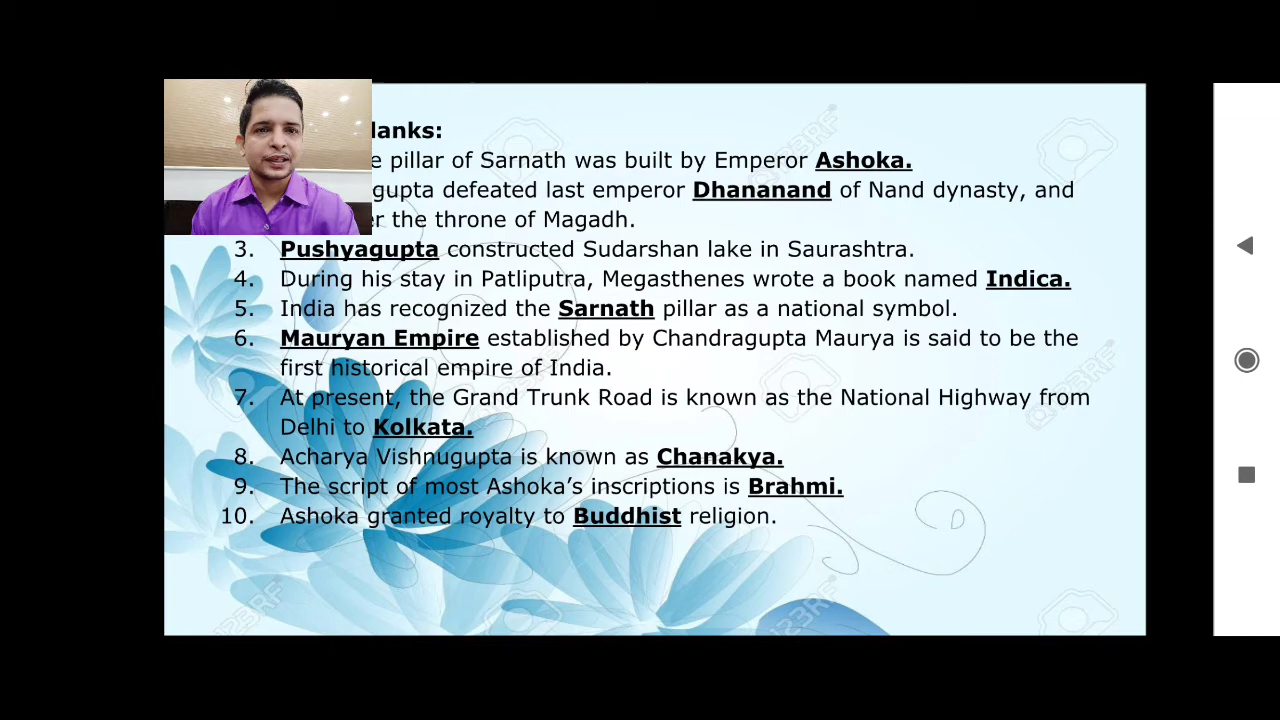 lanks:
e pillar of Sarnath was built by Emperor Ashoka.
gupta defeated last emperor Dhananand of Nand dynasty, and
er the throne of Magadh.
3. Pushyagupta constructed Sudarshan lake in Saurashtra.
4. During his stay in Patliputra, Megasthenes wrote a book named Indica.
5. India has recognized the Sarnath pillar as a national symbol.
6. Mauryan Empire established by Chandragupta Maurya is said to be the
first historical empire of India.
7. At present, the Grand Trunk Road is known as the National Highway from
Delhi to Kolkata.
8. Acharya Vishnugupta is known as Chanakya.
9. The script of most Ashoka’s inscriptions is Brahmi.
10. Ashoka granted royalty to Buddhist religion.